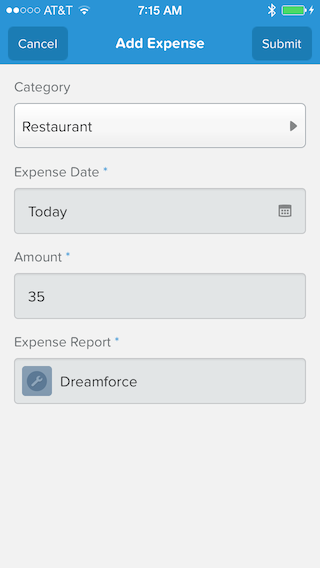 AT&T 7:15 AM
Cancel Add Expense Submit
Category
Restaurant
Expense Date *
Today
Amount *
35
Expense Report *
Dreamforce